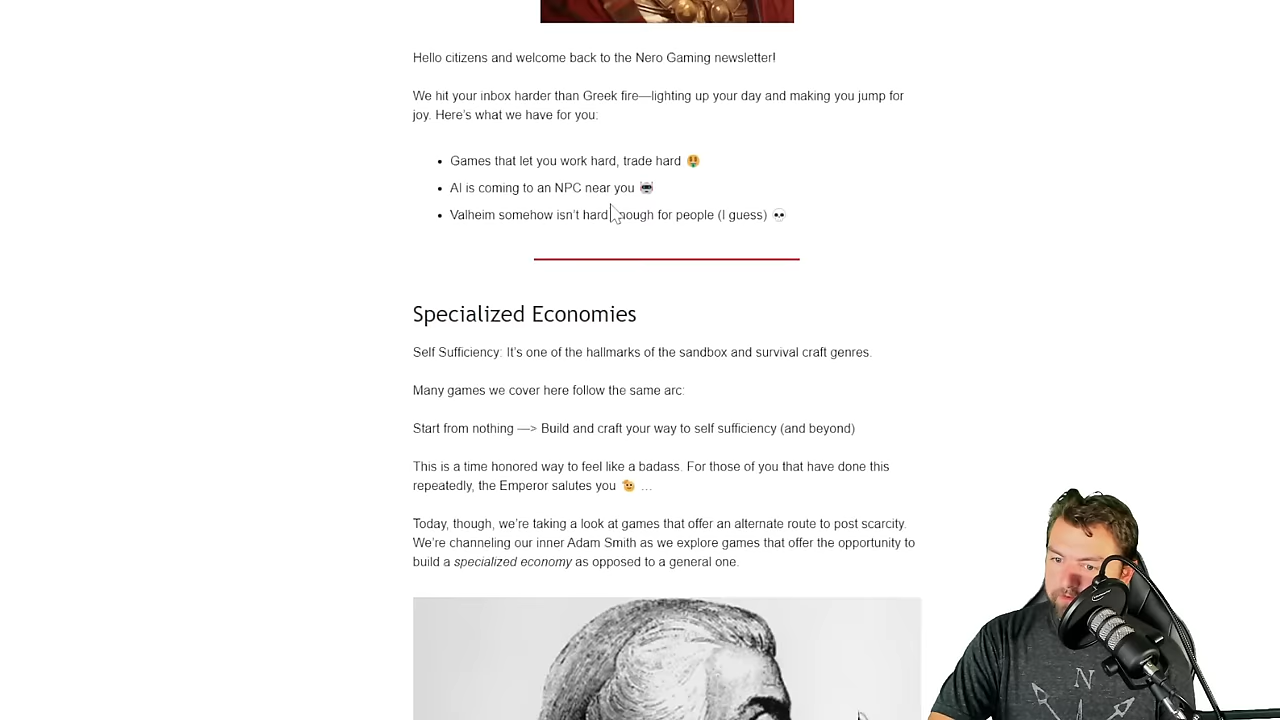 Hello citizens and welcome back to the Nero Gaming newsletter!
We hit your inbox harder than Greek fire—lighting up your day and making you jump for
joy. Here's what we have for you:
• Games that let you work hard, trade hard 🤑
• AI is coming to an NPC near you 🤖
• Valheim somehow isn't hard nough for people (I guess) 💀
Specialized Economies
Self Sufficiency: It's one of the hallmarks of the sandbox and survival craft genres.
Many games we cover here follow the same arc:
Start from nothing —> Build and craft your way to self sufficiency (and beyond)
This is a time honored way to feel like a badass. For those of you that have done this
repeatedly, the Emperor salutes you 🫡 …
Today, though, we're taking a look at games that offer an alternate route to post scarcity.
We're channeling our inner Adam Smith as we explore games that offer the opportunity to
build a specialized economy as opposed to a general one.
N